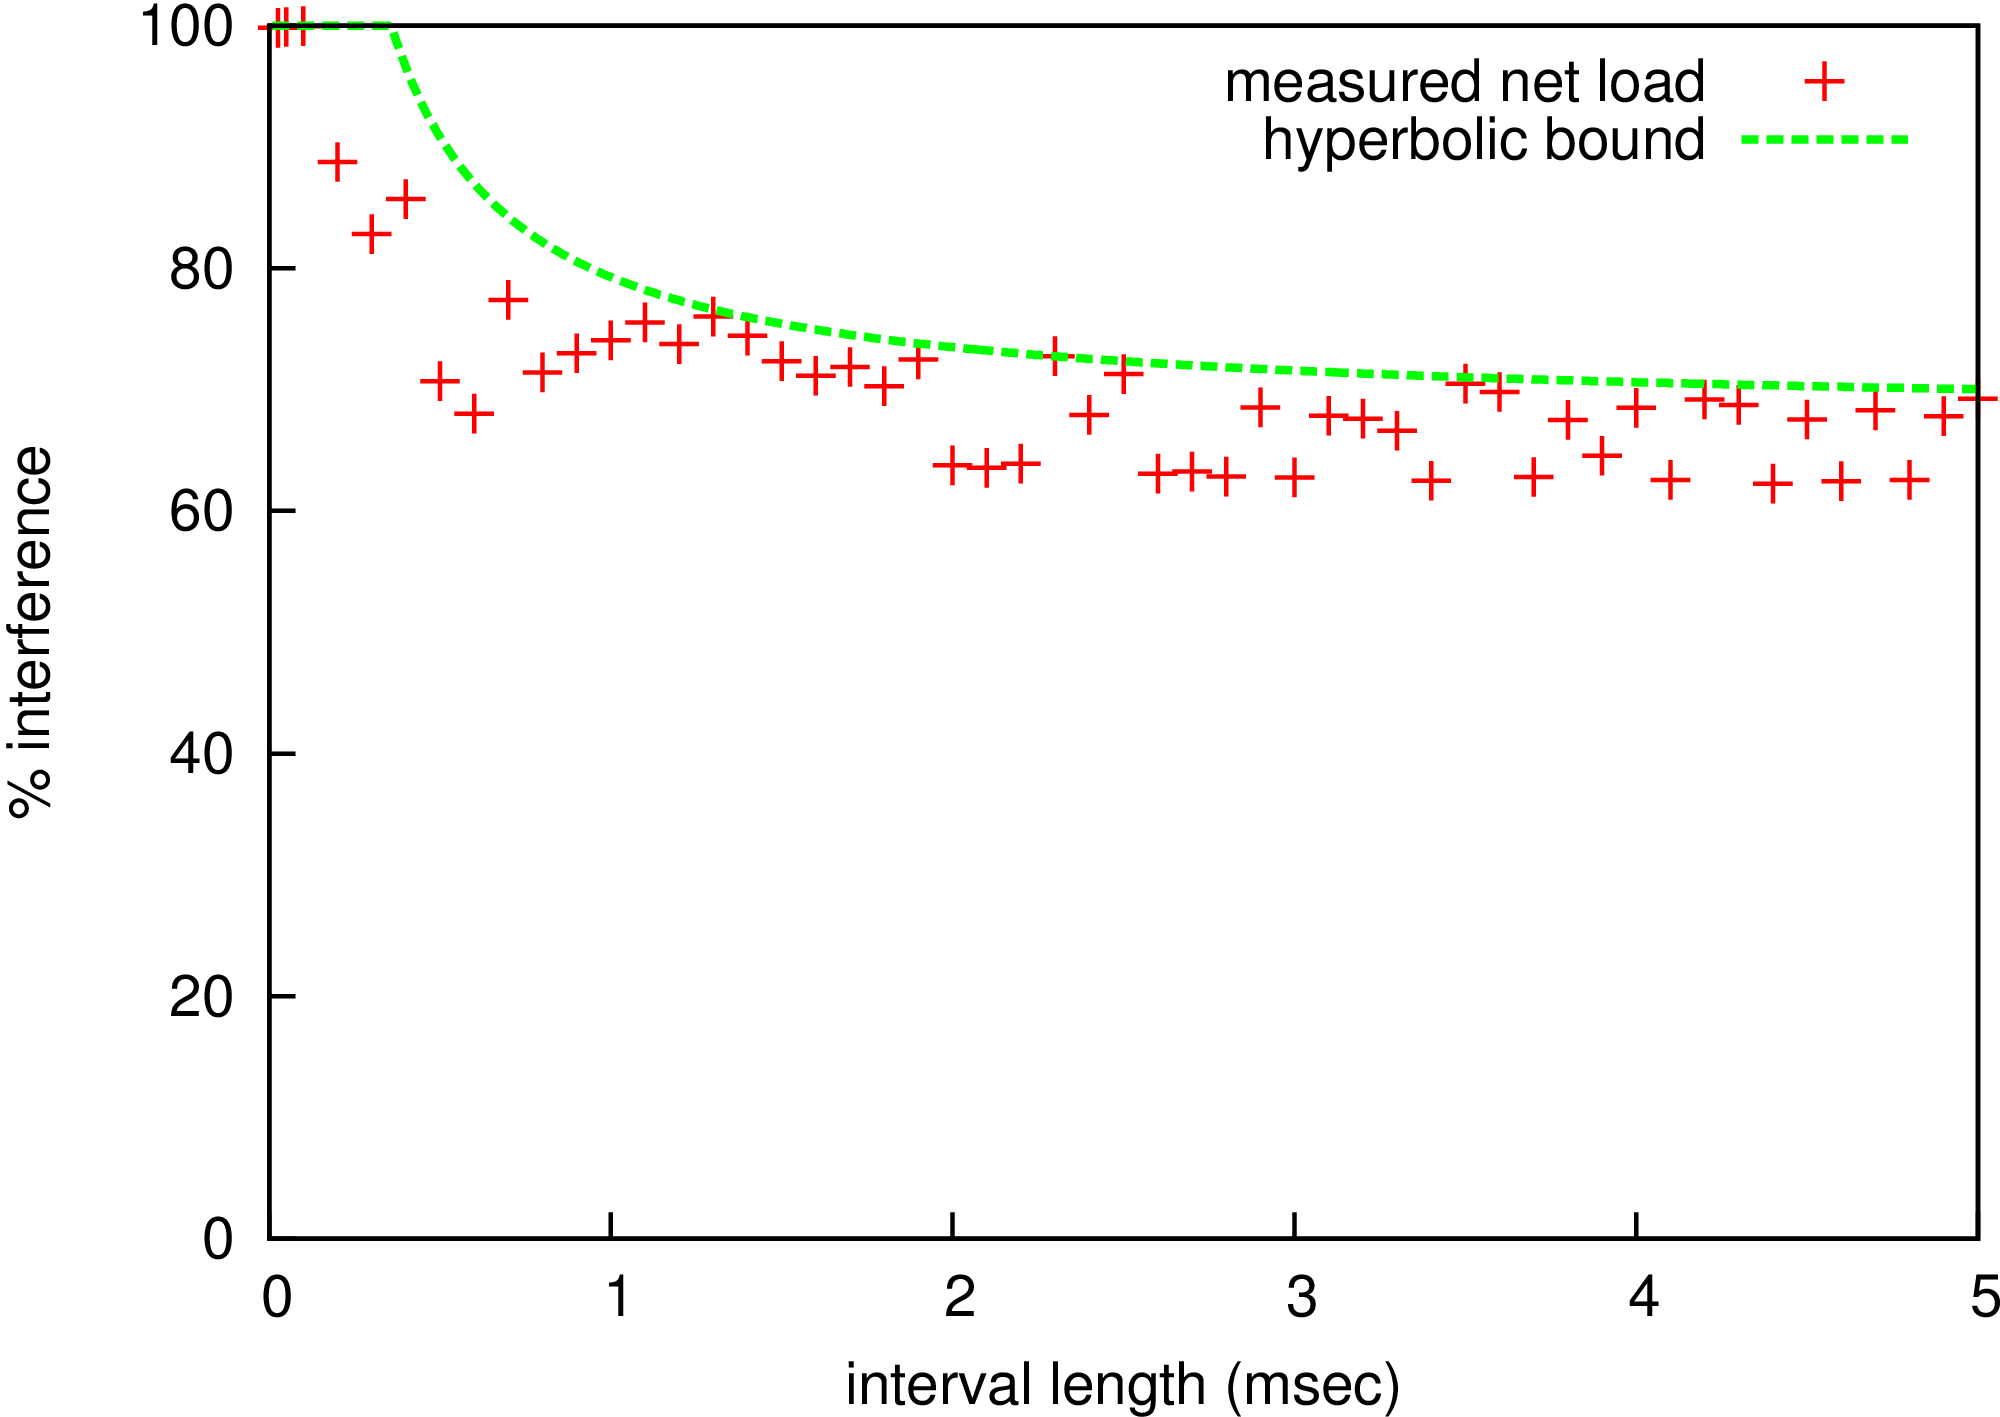 100
80
60
40
20
0
% interference
measured net load
hyperbolic bound
0 1 2 3 4 5
interval length (msec)